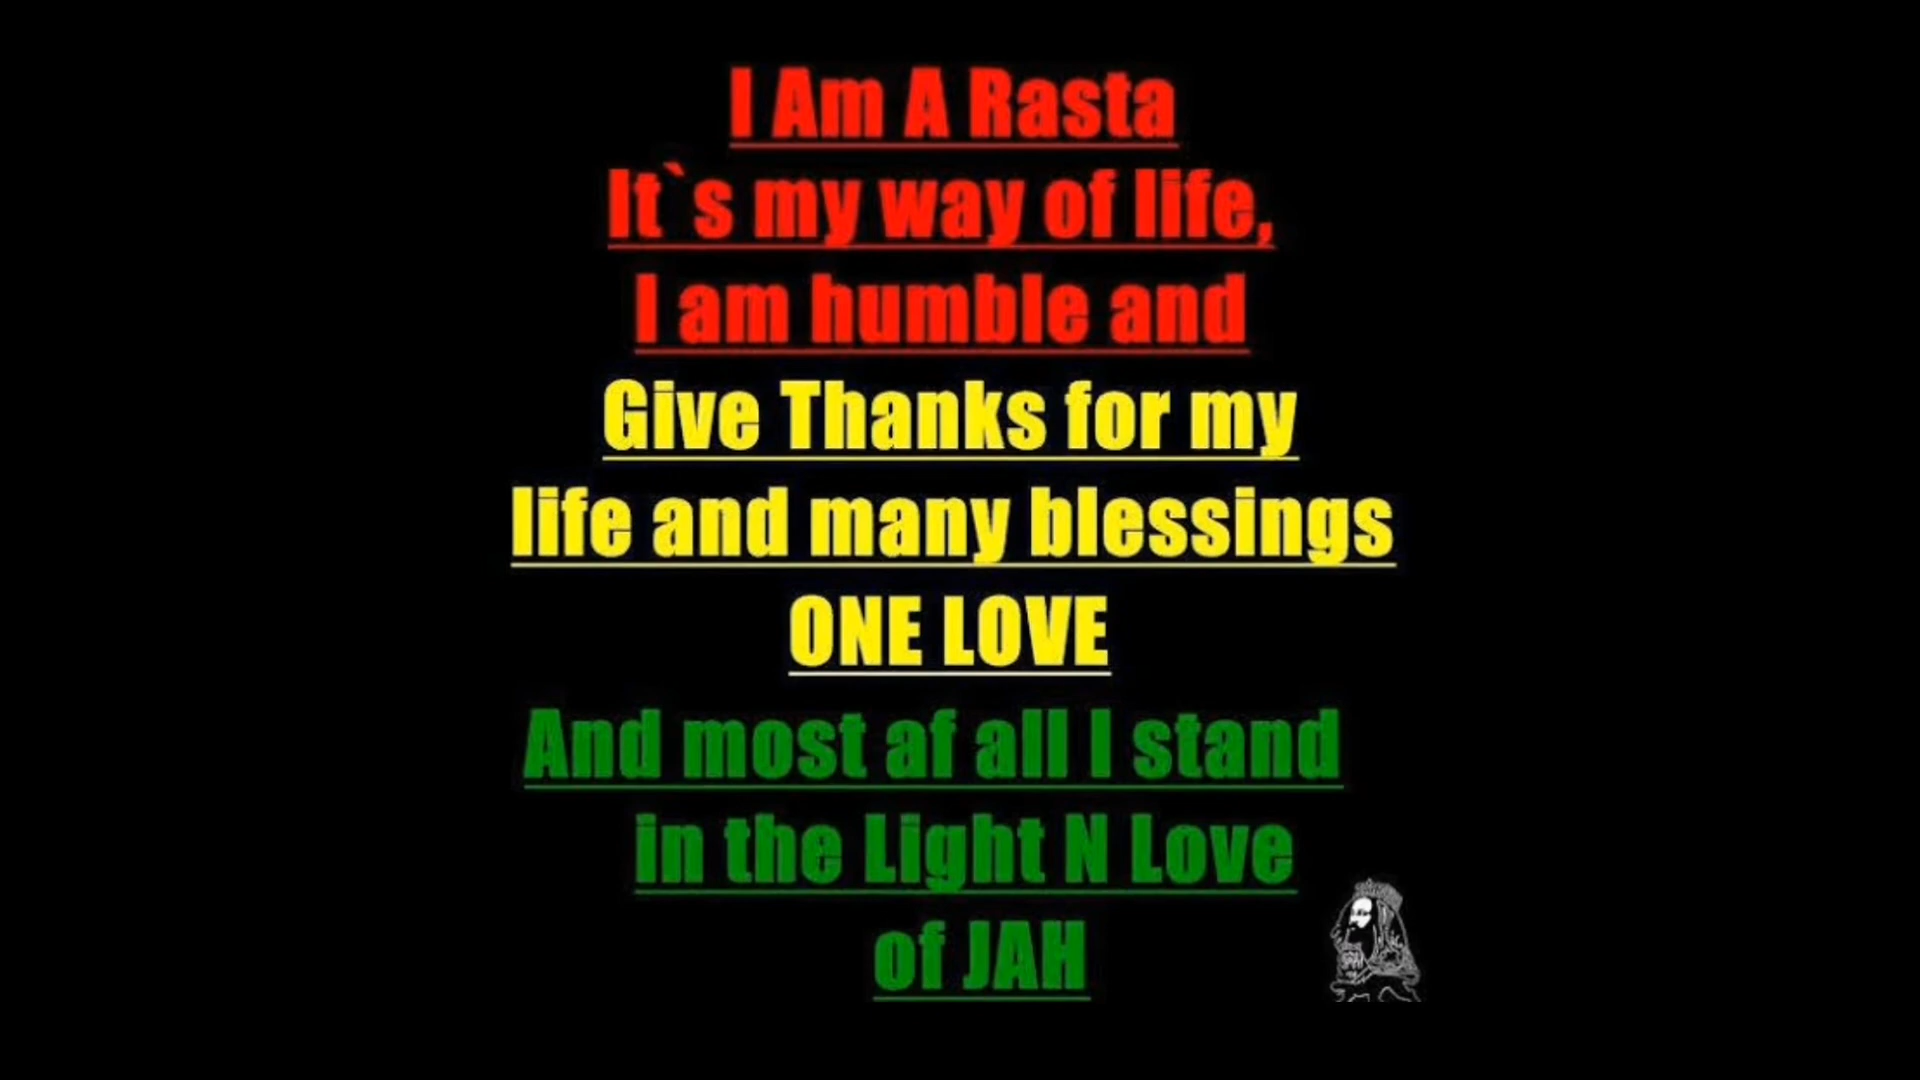 I Am A Rasta
It`s my way of life,
I am humble and
Give Thanks for my
life and many blessings
ONE LOVE
And most af all I stand
in the Light N Love
of JAH